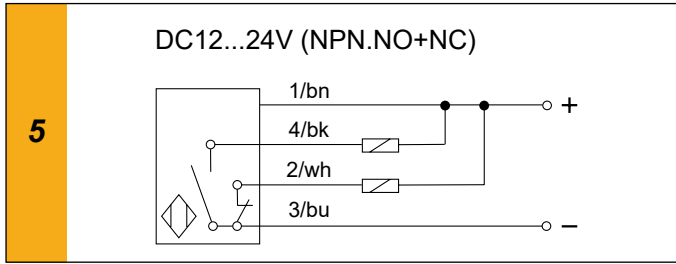 DC12...24V (NPN.NO+NC)
5
1/bn
+
4/bk
2/wh
3/bu
−